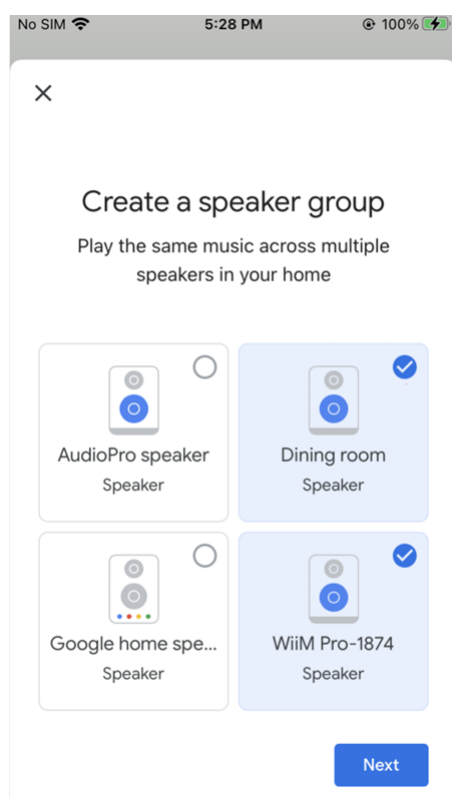 No SIM 5:28 PM 100%
Create a speaker group
Play the same music across multiple
speakers in your home
AudioPro speaker
Speaker
Dining room
Speaker
Google home spe...
Speaker
WiiM Pro-1874
Speaker
Next